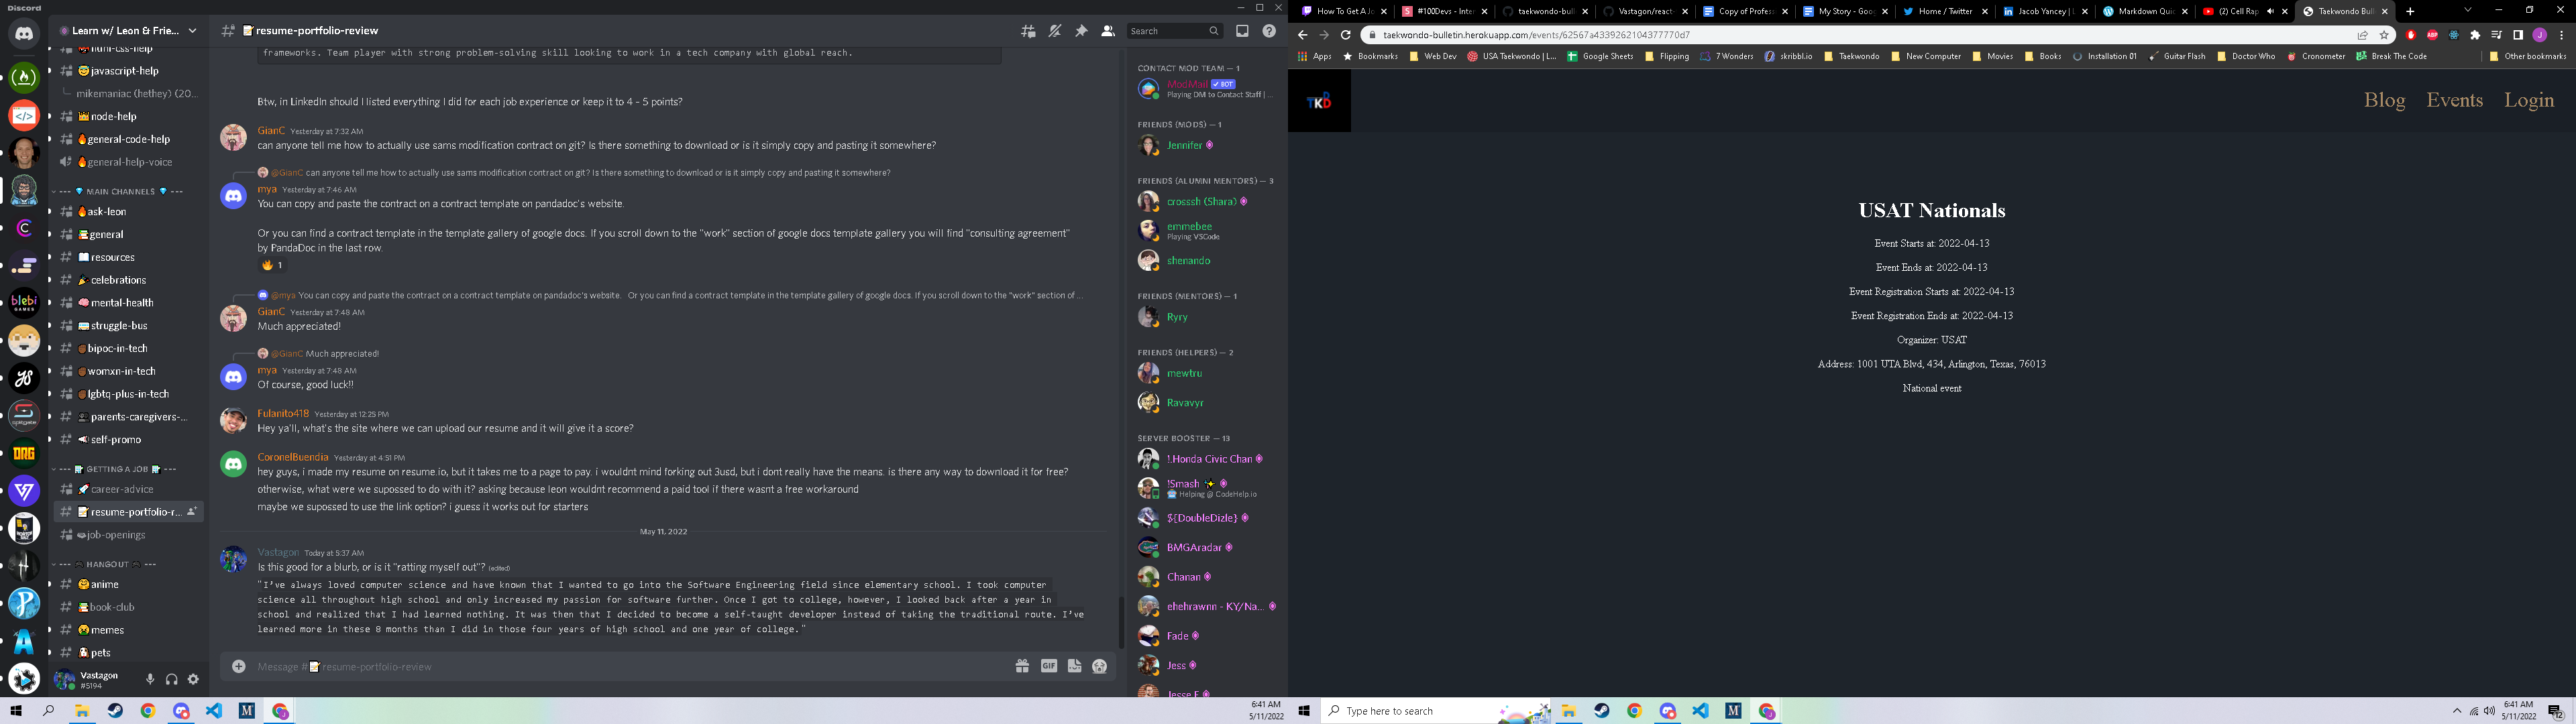 Discord
Learn w/ Leon & Frie...
html-css-help
javascript-help
mikemaniac (hethey) (20...
node-help
general-code-help
general-help-voice
--- MAIN CHANNELS ---
ask-leon
general
resources
celebrations
mental-health
struggle-bus
bipoc-in-tech
womxn-in-tech
lgbtq-plus-in-tech
parents-caregivers-...
self-promo
--- GETTING A JOB ---
career-advice
resume-portfolio-r...
job-openings
--- HANGOUT ---
anime
book-club
memes
pets
Vastagon
#5194
resume-portfolio-review
Search
frameworks. Team player with strong problem-solving skill looking to work in a tech company with global reach.
Btw, in LinkedIn should I listed everything I did for each job experience or keep it to 4 - 5 points?
GianC Yesterday at 7:32 AM
can anyone tell me how to actually use sams modification contract on git? Is there something to download or is it simply copy and pasting it somewhere?
@GianC can anyone tell me how to actually use sams modification contract on git? Is there something to download or is it simply copy and pasting it somewhere?
mya Yesterday at 7:46 AM
You can copy and paste the contract on a contract template on pandadoc's website.
Or you can find a contract template in the template gallery of google docs. If you scroll down to the "work" section of google docs template gallery you will find "consulting agreement"
by PandaDoc in the last row.
1
@mya You can copy and paste the contract on a contract template on pandadoc's website. Or you can find a contract template in the template gallery of google docs. If you scroll down to the "work" section of ...
GianC Yesterday at 7:48 AM
Much appreciated!
@GianC Much appreciated!
mya Yesterday at 7:48 AM
Of course, good luck!!
Fulanito418 Yesterday at 12:25 PM
Hey ya'll, what's the site where we can upload our resume and it will give it a score?
CoronelBuendia Yesterday at 4:51 PM
hey guys, i made my resume on resume.io, but it takes me to a page to pay. i wouldnt mind forking out 3usd, but i dont really have the means. is there any way to download it for free?
otherwise, what were we supossed to do with it? asking because leon wouldnt recommend a paid tool if there wasnt a free workaround
maybe we supossed to use the link option? i guess it works out for starters
May 11, 2022
Vastagon Today at 5:37 AM
Is this good for a blurb, or is it "ratting myself out"? (edited)
"I've always loved computer science and have known that I wanted to go into the Software Engineering field since elementary school. I took computer
science all throughout high school and only increased my passion for software further. Once I got to college, however, I looked back after a year in
school and realized that I had learned nothing. It was then that I decided to become a self-taught developer instead of taking the traditional route. I've
learned more in these 8 months than I did in those four years of high school and one year of college."
Message #resume-portfolio-review
GIF
CONTACT MOD TEAM — 1
ModMail BOT
Playing DM to Contact Staff | ...
FRIENDS (MODS) — 1
Jennifer
FRIENDS (ALUMNI MENTORS) — 3
crosssh (Shara)
emmebee
Playing VSCode
shenando
FRIENDS (MENTORS) — 1
Ryry
FRIENDS (HELPERS) — 2
mewtru
Ravavyr
SERVER BOOSTER — 13
!.Honda Civic Chan
!Smash
Helping @ CodeHelp.io
${DoubleDizle}
BMGAradar
Chanan
ehehrawnn - KY/Na...
Fade
Jess
Jesse F
6:41 AM
5/11/2022
How To Get A Jo
#100Devs - Inter
taekwondo-bull
Vastagon/react-
Copy of Profess
My Story - Goog
Home / Twitter
Jacob Yancey | L
Markdown Quic
(2) Cell Rap
Taekwondo Bull
taekwondo-bulletin.herokuapp.com/events/62567a4339262104377770d7
Apps
Bookmarks
Web Dev
USA Taekwondo | L...
Google Sheets
Flipping
7 Wonders
skribbl.io
Taekwondo
New Computer
Movies
Books
Installation 01
Guitar Flash
Doctor Who
Cronometer
Break The Code
Other bookmarks
TKD
Blog
Events
Login
USAT Nationals
Event Starts at: 2022-04-13
Event Ends at: 2022-04-13
Event Registration Starts at: 2022-04-13
Event Registration Ends at: 2022-04-13
Organizer: USAT
Address: 1001 UTA Blvd, 434, Arlington, Texas, 76013
National event
Type here to search
6:41 AM
5/11/2022